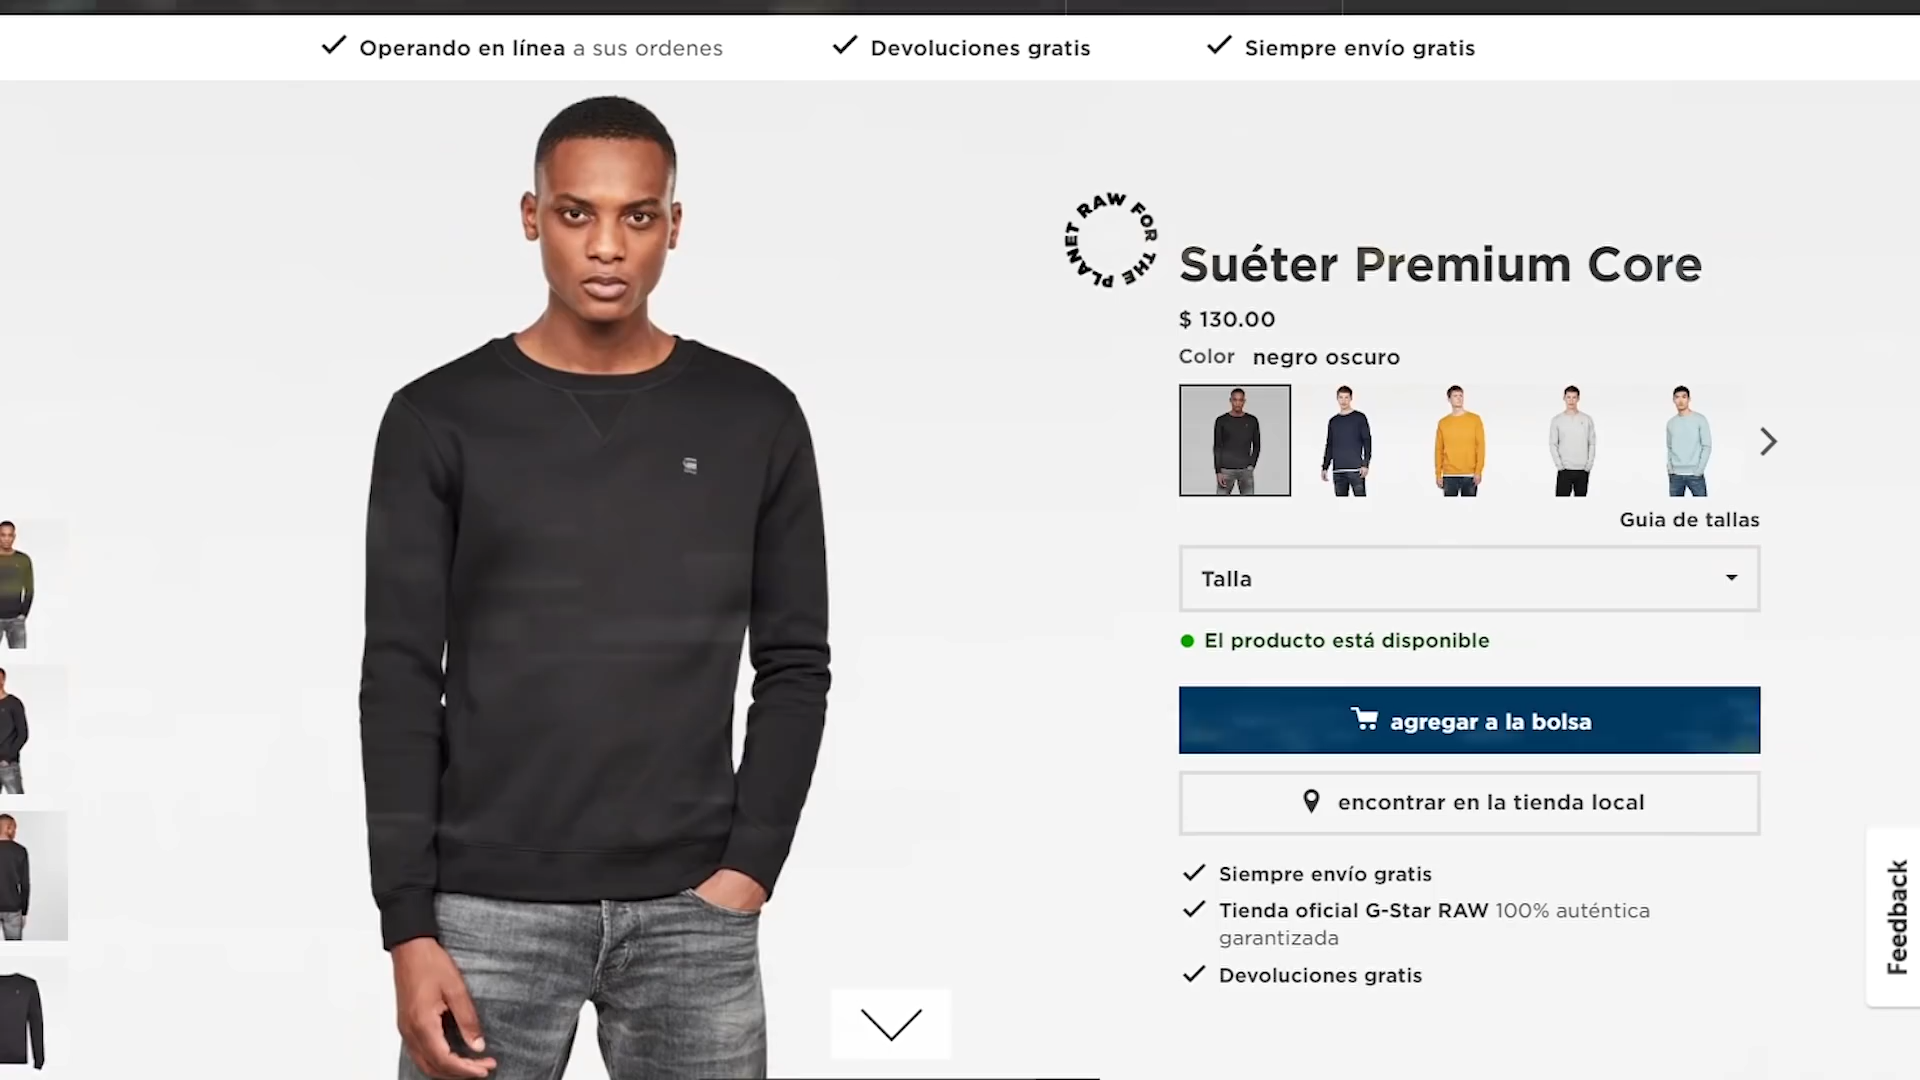 Operando en línea a sus ordenes
Devoluciones gratis
Siempre envío gratis
RAW FOR THE PLANET
Suéter Premium Core
$ 130.00
Color negro oscuro
Guia de tallas
Talla
El producto está disponible
agregar a la bolsa
encontrar en la tienda local
Siempre envío gratis
Tienda oficial G-Star RAW 100% auténtica
garantizada
Devoluciones gratis
Feedback